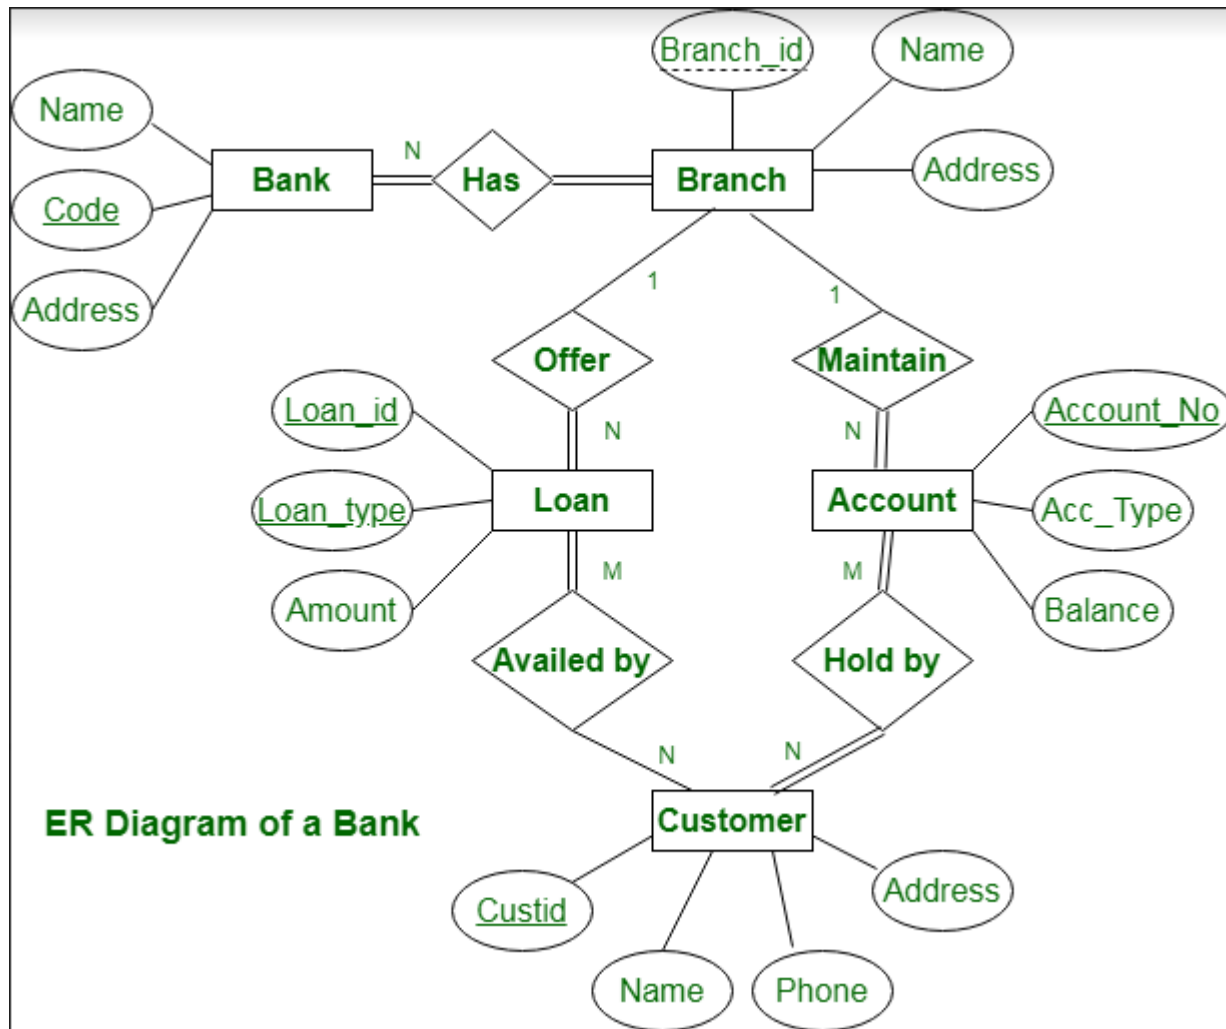 Branch_id
Name
Name
Bank
N
Has
Branch
Address
Code
Address
1
1
Offer
Maintain
Loan_id
N
N
Account_No
Loan_type
Loan
Account
Acc_Type
M
M
Amount
Balance
Availed by
Hold by
N
N
ER Diagram of a Bank
Customer
Custid
Address
Name
Phone